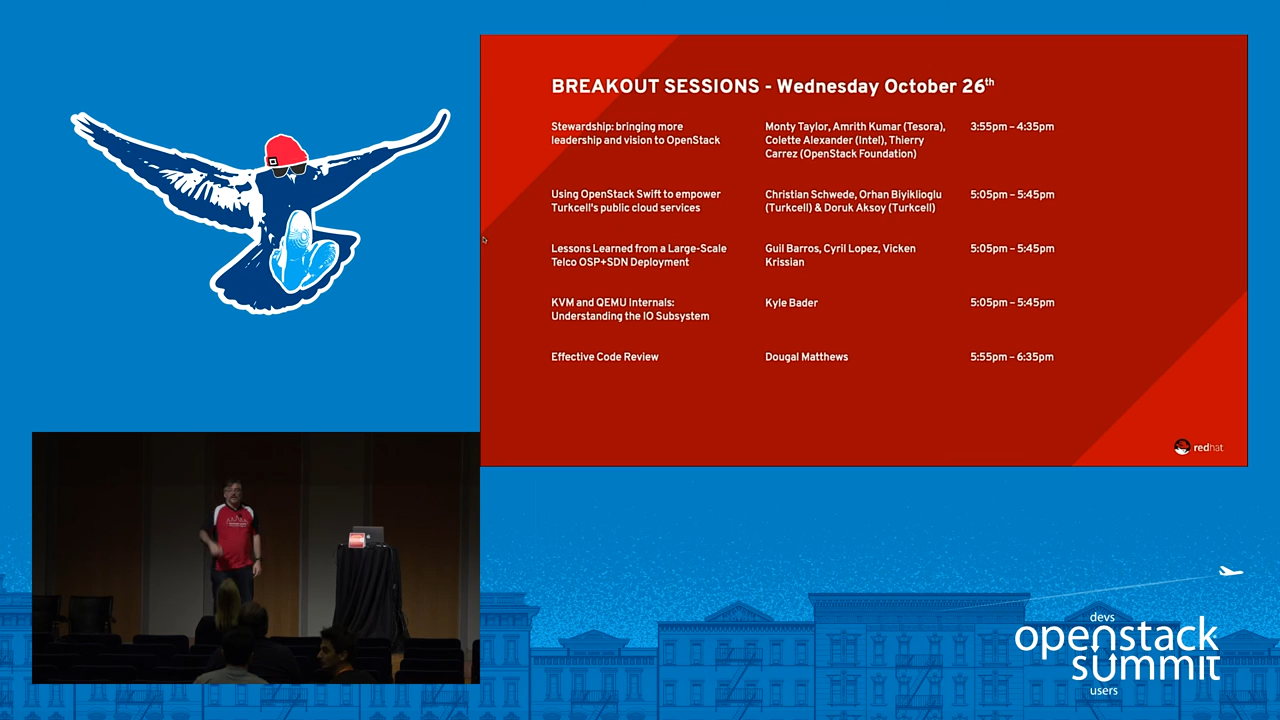 BREAKOUT SESSIONS - Wednesday October 26th
Stewardship: bringing more
leadership and vision to OpenStack
Monty Taylor, Amrith Kumar (Tesora),
Colette Alexander (Intel), Thierry
Carrez (OpenStack Foundation)
3:55pm – 4:35pm
Using OpenStack Swift to empower
Turkcell's public cloud services
Christian Schwede, Orhan Biyiklioglu
(Turkcell) & Doruk Aksoy (Turkcell)
5:05pm – 5:45pm
Lessons Learned from a Large-Scale
Telco OSP+SDN Deployment
Guil Barros, Cyril Lopez, Vicken
Krissian
5:05pm – 5:45pm
KVM and QEMU Internals:
Understanding the IO Subsystem
Kyle Bader
5:05pm – 5:45pm
Effective Code Review
Dougal Matthews
5:55pm – 6:35pm
redhat
devs
openstack
summit
users